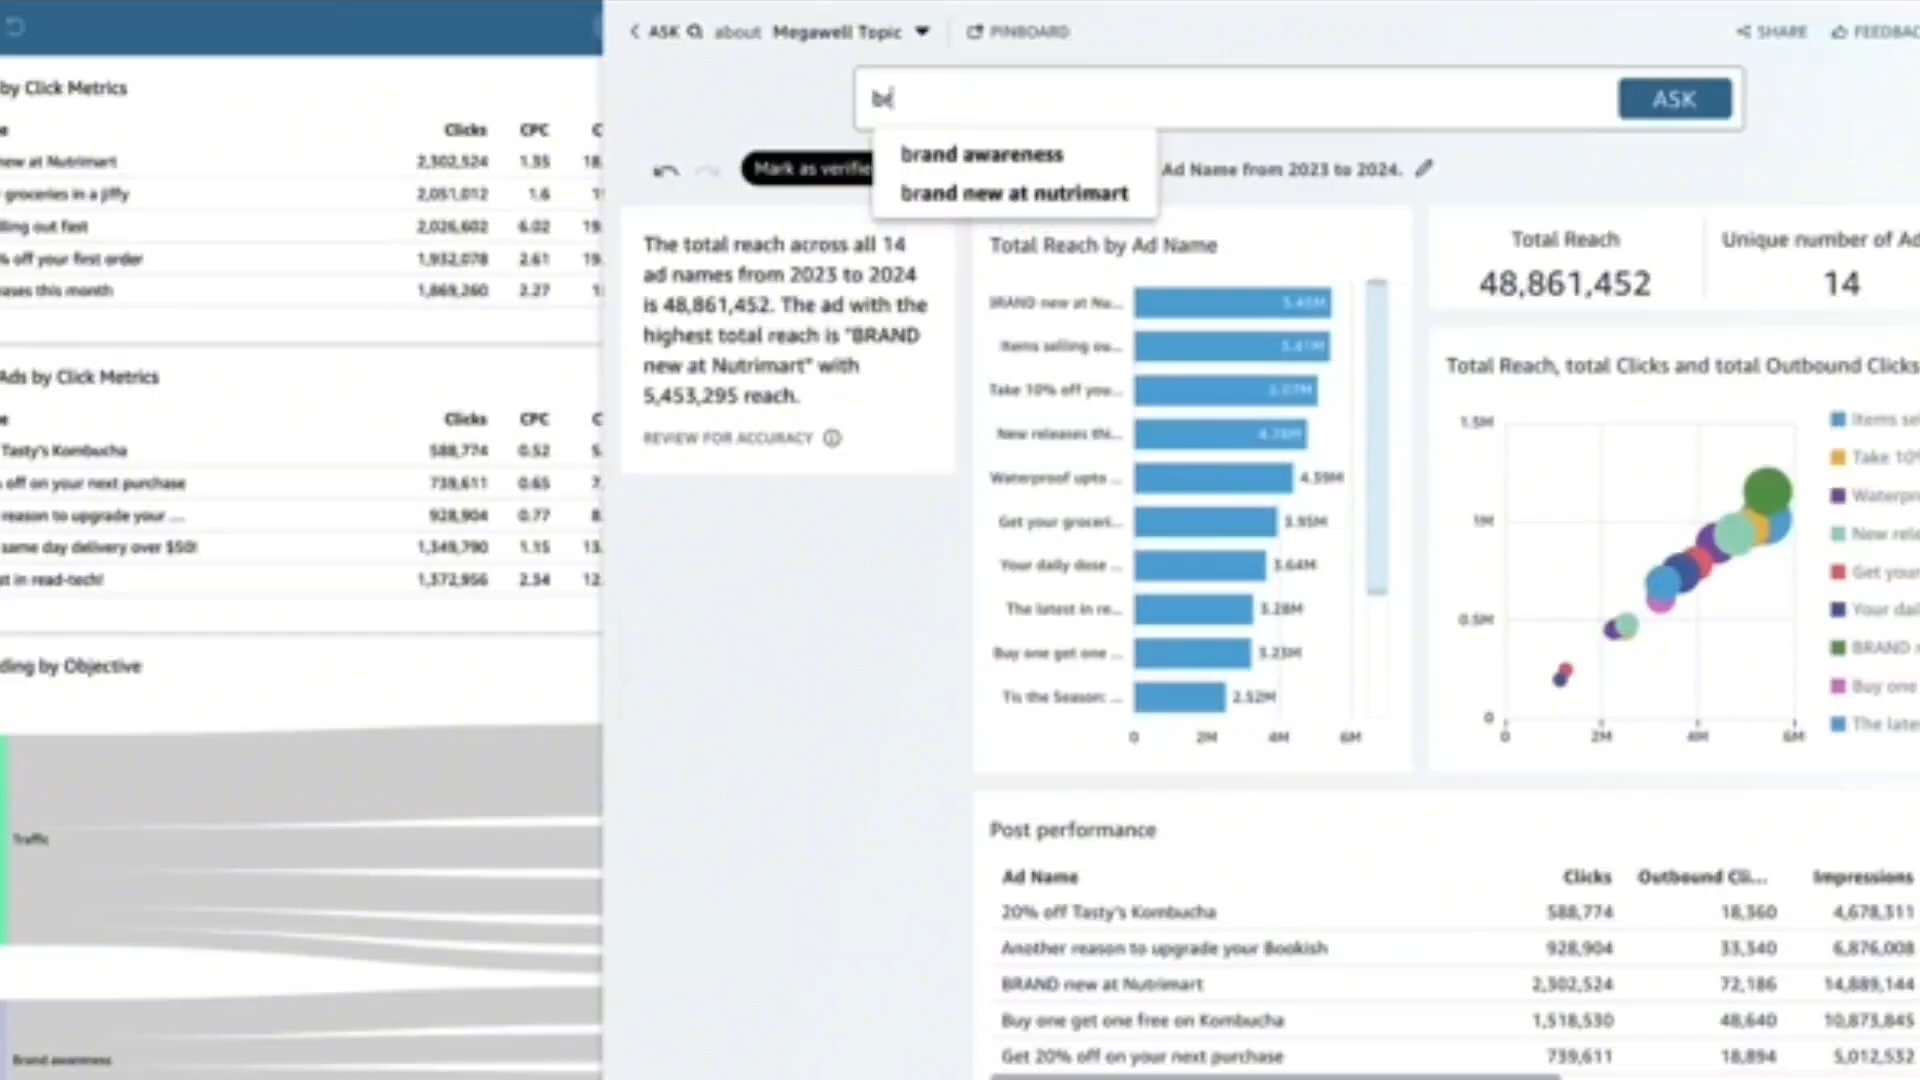 by Click Metrics
Clicks CPC
new at Nutrimart 2,302,524 1.35 18
groceries in a jiffy 2,051,012 1.6
ling out fast 2,026,602 6.02 19
% off your first order 1,932,078 2.61 19
ases this month 1,869,260 2.27
Ads by Click Metrics
Clicks CPC
Tasty's Kombucha 588,774 0.52 5
off on your next purchase 739,611 0.65 7
reason to upgrade your ... 928,904 0.77 8
same day delivery over $50! 1,349,790 1.15 13
st in read-tech! 1,372,956 2.34 12
ding by Objective
Traffic
Brand awareness
ASK about Megawell Topic PINBOARD SHARE FEEDBAC
ASK
brand awareness
brand new at nutrimart
Mark as verifie Ad Name from 2023 to 2024.
The total reach across all 14
ad names from 2023 to 2024
is 48,861,452. The ad with the
highest total reach is "BRAND
new at Nutrimart" with
5,453,295 reach.
REVIEW FOR ACCURACY
Total Reach by Ad Name
BRAND new at Nu... 5.45M
Items selling ou... 5.41M
Take 10% off you... 5.07M
New releases thi... 4.78M
Waterproof upto ... 4.39M
Get your groceri... 3.95M
Your daily dose ... 3.64M
The latest in re... 3.28M
Buy one get one ... 3.23M
Tis the Season: ... 2.52M
0 2M 4M 6M
Total Reach
48,861,452
Unique number of Ad
14
Total Reach, total Clicks and total Outbound Clicks
1.5M
1M
0.5M
0
0 2M 4M 6M
Items sel
Take 10%
Waterpr
New rele
Get your
Your dail
BRAND
Buy one
The late
Post performance
Ad Name Clicks Outbound Cli... Impressions
20% off Tasty's Kombucha 588,774 18,360 4,678,311
Another reason to upgrade your Bookish 928,904 33,340 6,876,008
BRAND new at Nutrimart 2,302,524 72,186 14,889,144
Buy one get one free on Kombucha 1,518,530 48,640 10,873,845
Get 20% off on your next purchase 739,611 18,894 5,012,532